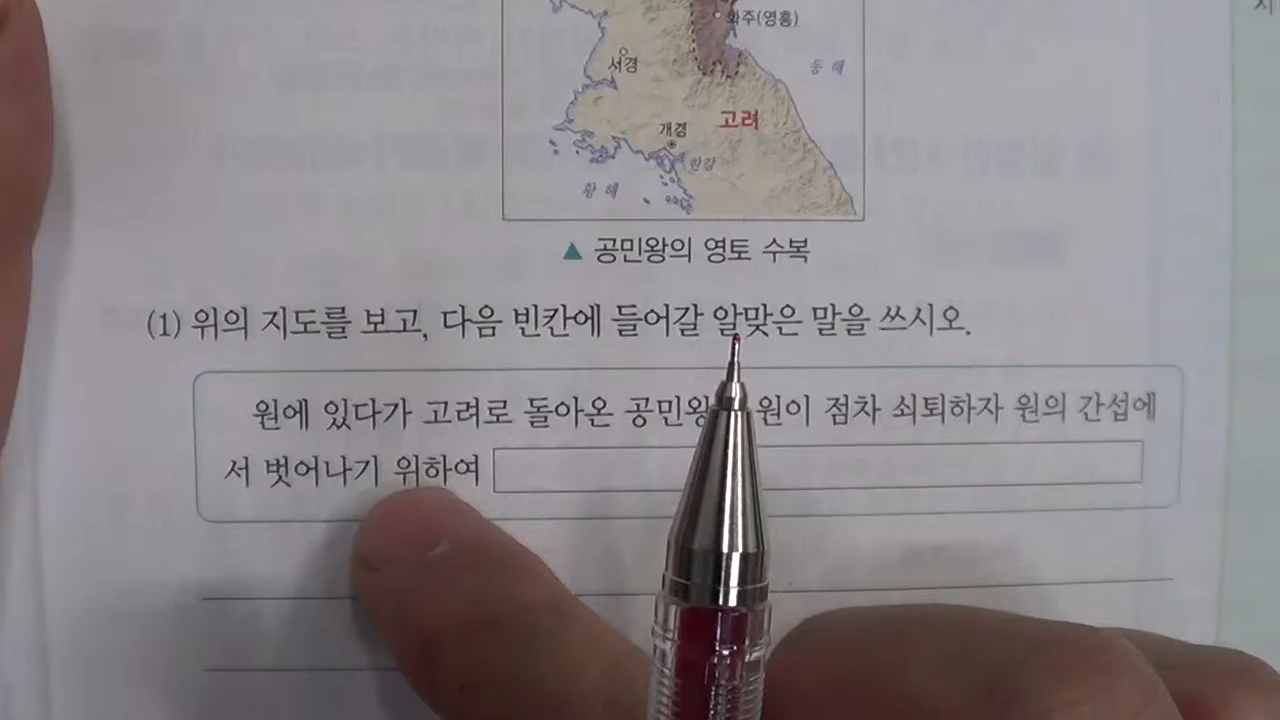 화주(영흥)
서경
동해
고려
개경
한강
황해
▲ 공민왕의 영토 수복
(1) 위의 지도를 보고, 다음 빈칸에 들어갈 알맞은 말을 쓰시오.
원에 있다가 고려로 돌아온 공민왕 원이 점차 쇠퇴하자 원의 간섭에
서 벗어나기 위하여